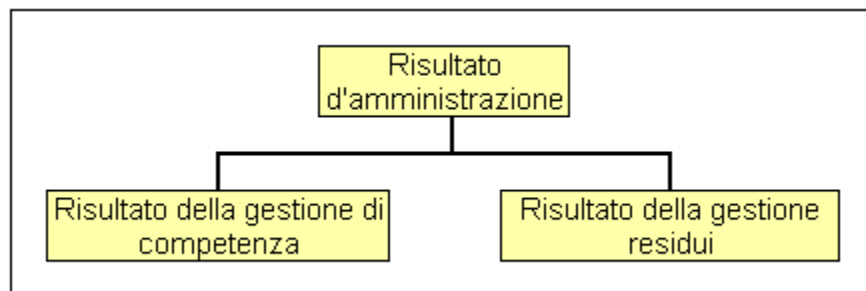 Risultato
d'amministrazione
Risultato della gestione di
competenza
Risultato della gestione
residui